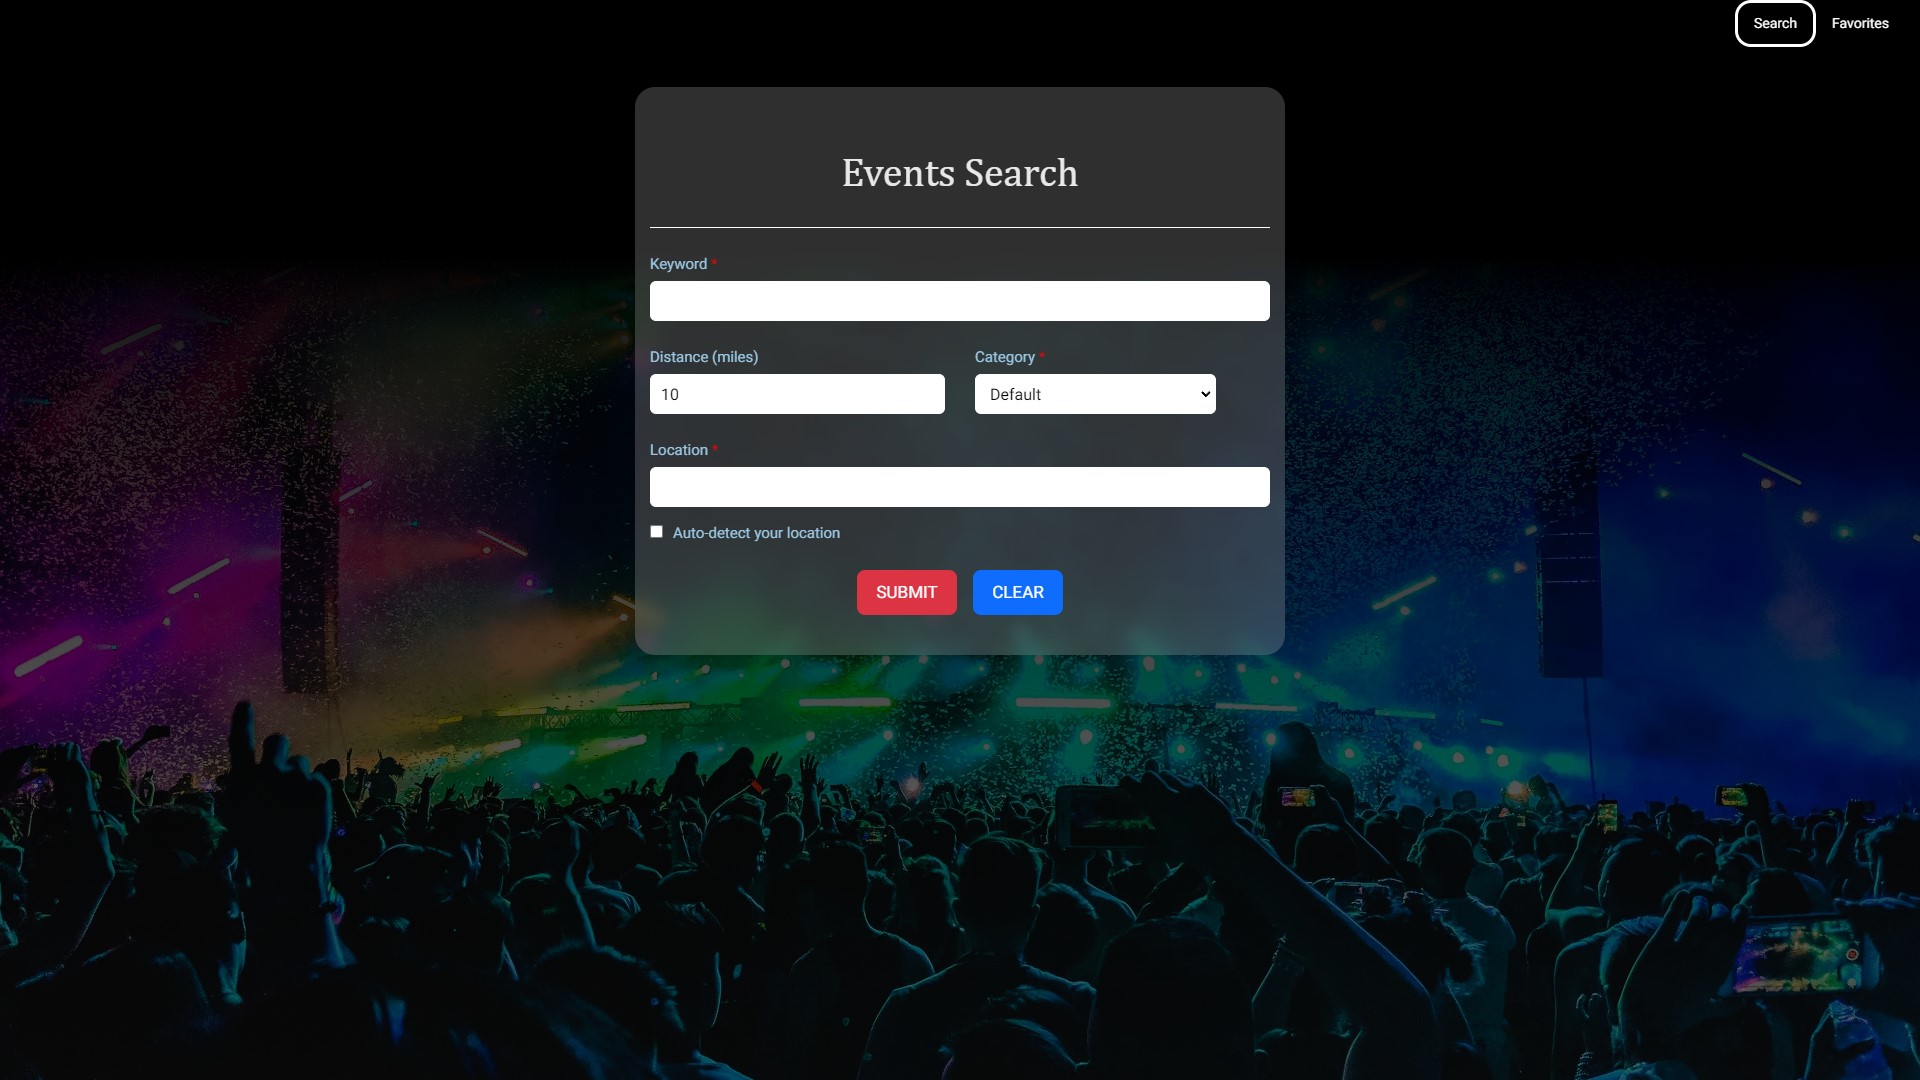 Search Favorites
Events Search
Keyword *
Distance (miles) Category *
10 Default
Location *
Auto-detect your location
SUBMIT CLEAR